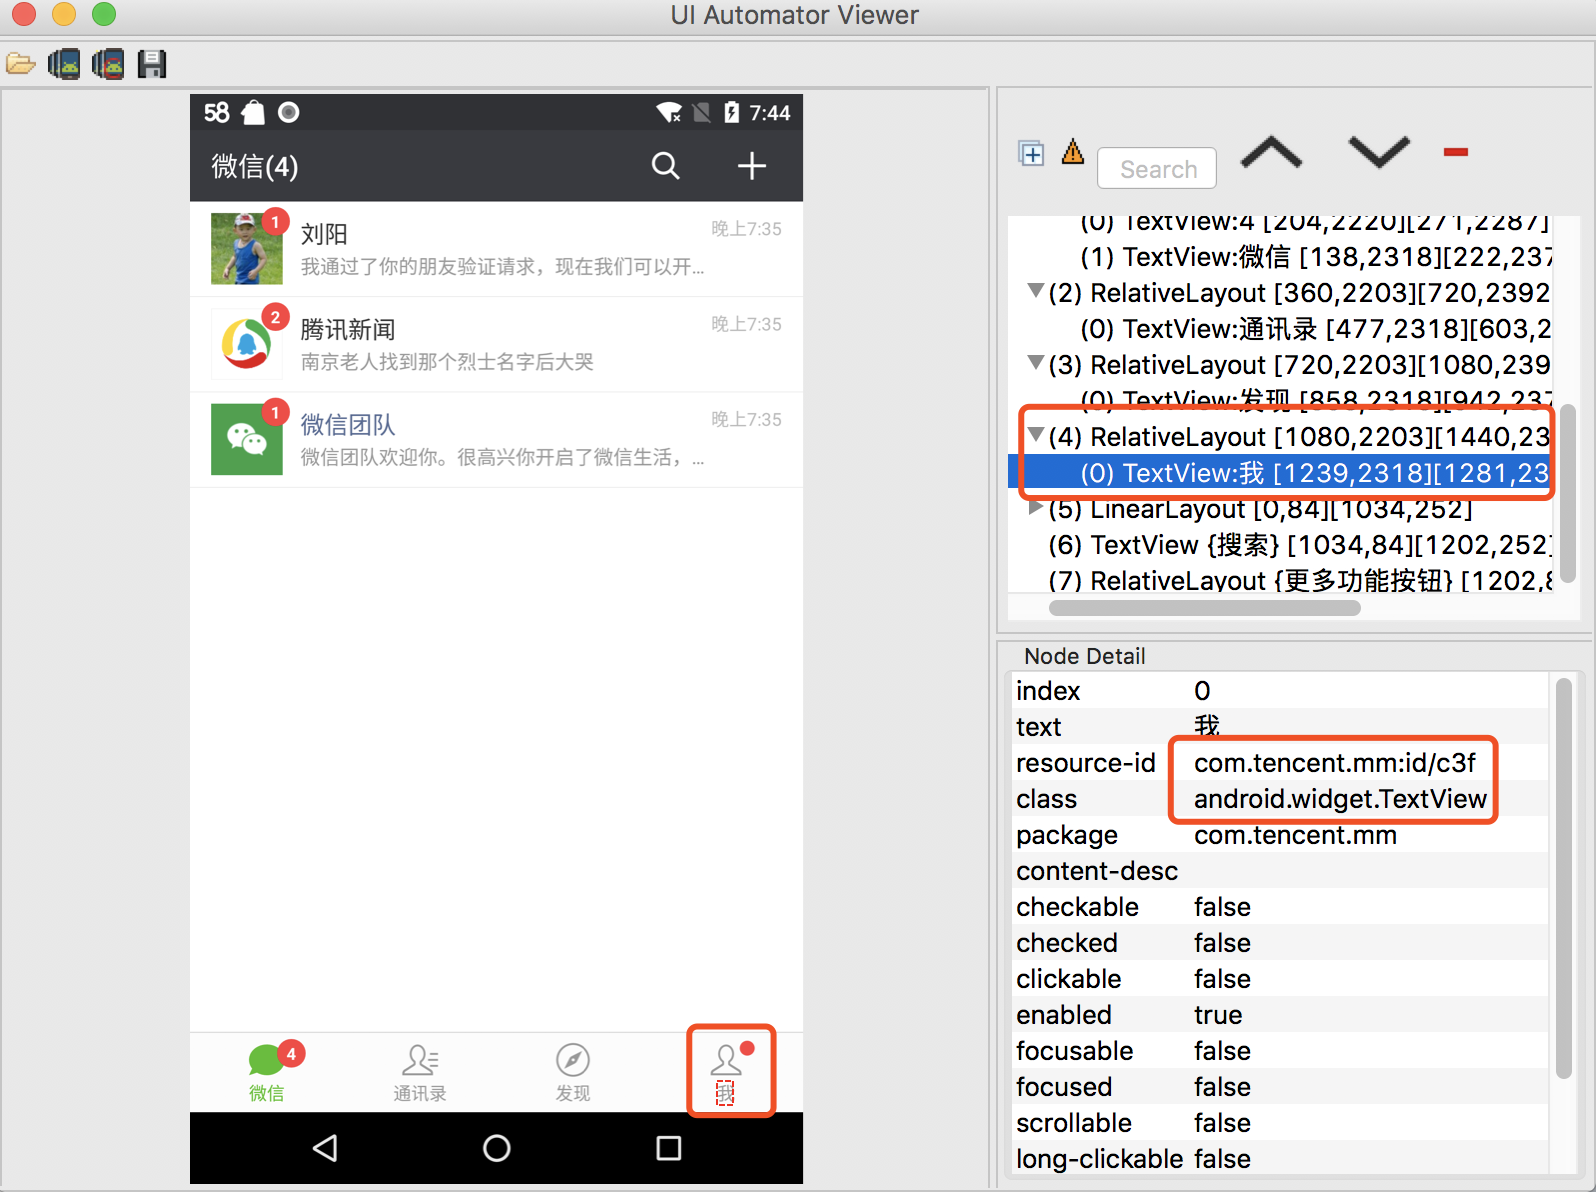 UI Automator Viewer
58
7:44
微信(4)
1
刘阳
晚上7:35
我通过了你的朋友验证请求，现在我们可以开...
2
腾讯新闻
晚上7:35
南京老人找到那个烈士名字后大哭
1
微信团队
晚上7:35
微信团队欢迎你。很高兴你开启了微信生活，...
4
微信
通讯录
发现
我
Search
(0) TextView:4 [204,2220][271,2287]
(1) TextView:微信 [138,2318][222,237
(2) RelativeLayout [360,2203][720,2392
(0) TextView:通讯录 [477,2318][603,2
(3) RelativeLayout [720,2203][1080,239
(0) TextView:发现 [858,2318][942,237
(4) RelativeLayout [1080,2203][1440,23
(0) TextView:我 [1239,2318][1281,23
(5) LinearLayout [0,84][1034,252]
(6) TextView {搜索} [1034,84][1202,252]
(7) RelativeLayout {更多功能按钮} [1202,8
Node Detail
index 0
text 我
resource-id com.tencent.mm:id/c3f
class android.widget.TextView
package com.tencent.mm
content-desc
checkable false
checked false
clickable false
enabled true
focusable false
focused false
scrollable false
long-clickable false